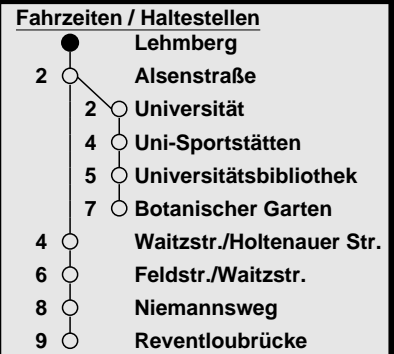 Fahrzeiten / Haltestellen
Lehmberg
2 Alsenstraße
2 Universität
4 Uni-Sportstätten
5 Universitätsbibliothek
7 Botanischer Garten
4 Waitzstr./Holtenauer Str.
6 Feldstr./Waitzstr.
8 Niemannsweg
9 Reventloubrücke